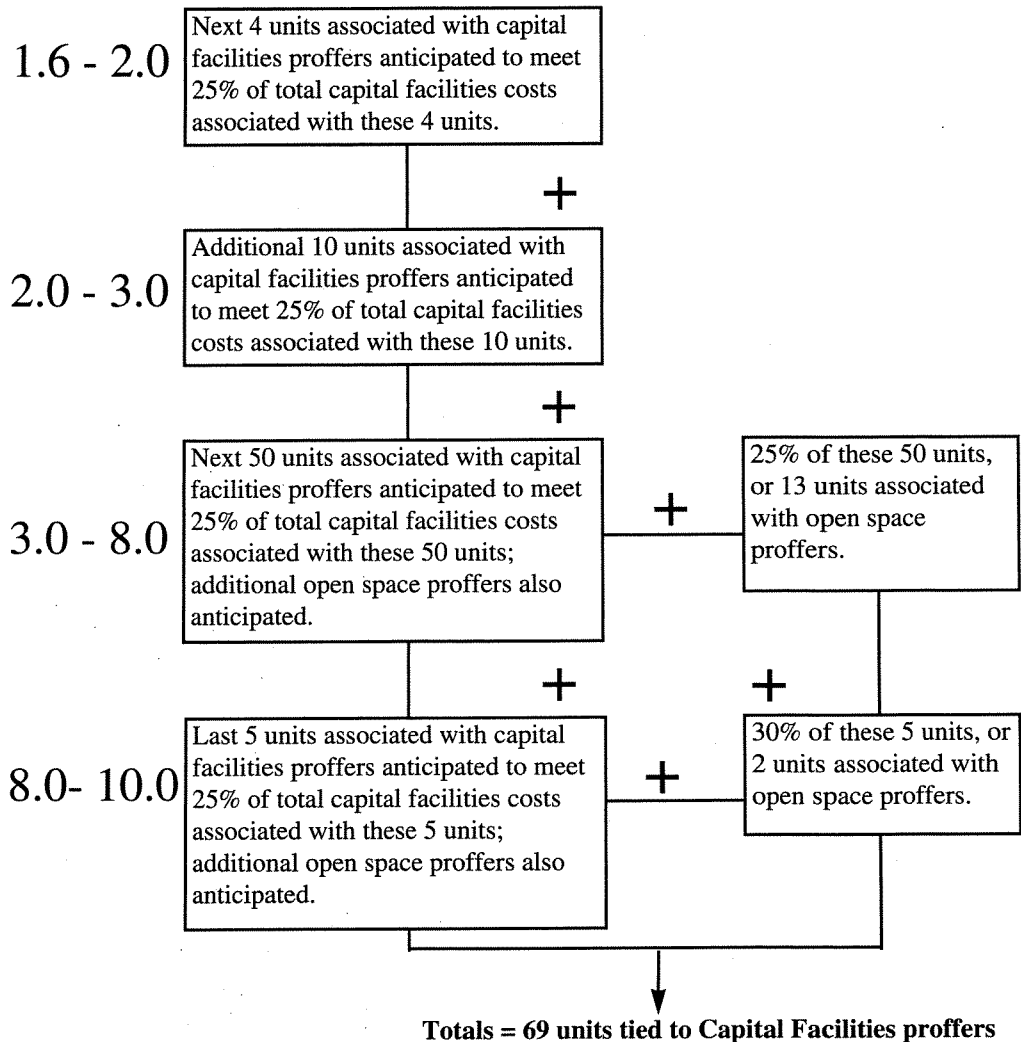 1.6 - 2.0
Next 4 units associated with capital
facilities proffers anticipated to meet
25% of total capital facilities costs
associated with these 4 units.
+
2.0 - 3.0
Additional 10 units associated with
capital facilities proffers anticipated
to meet 25% of total capital facilities
costs associated with these 10 units.
+
3.0 - 8.0
Next 50 units associated with capital
facilities proffers anticipated to meet
25% of total capital facilities costs
associated with these 50 units;
additional open space proffers also
anticipated.
+
25% of these 50 units,
or 13 units associated
with open space
proffers.
+
+
8.0- 10.0
Last 5 units associated with capital
facilities proffers anticipated to meet
25% of total capital facilities costs
associated with these 5 units;
additional open space proffers also
anticipated.
+
30% of these 5 units, or
2 units associated with
open space proffers.
Totals = 69 units tied to Capital Facilities proffers